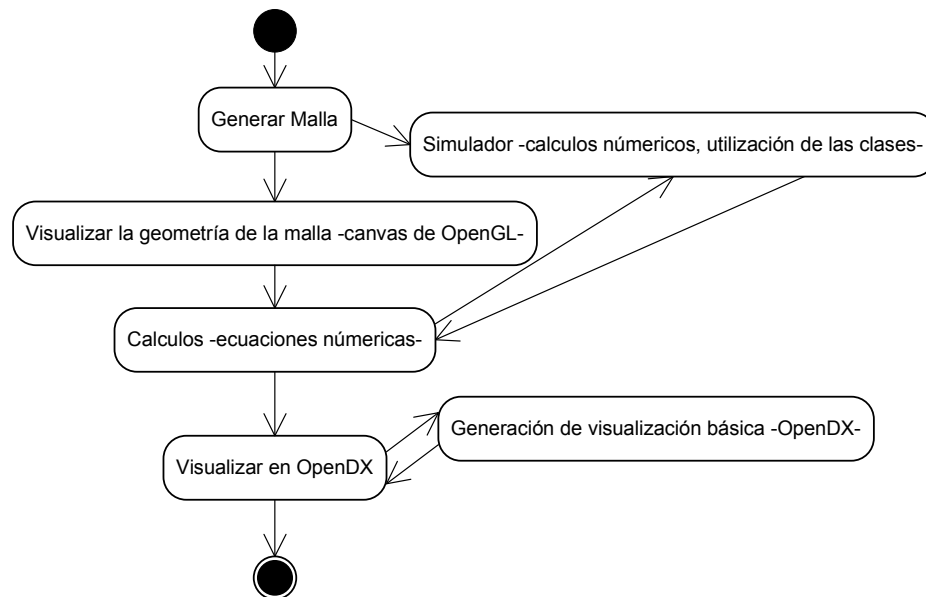 Generar Malla
Simulador -calculos númericos, utilización de las clases-
Visualizar la geometría de la malla -canvas de OpenGL-
Calculos -ecuaciones númericas-
Generación de visualización básica -OpenDX-
Visualizar en OpenDX